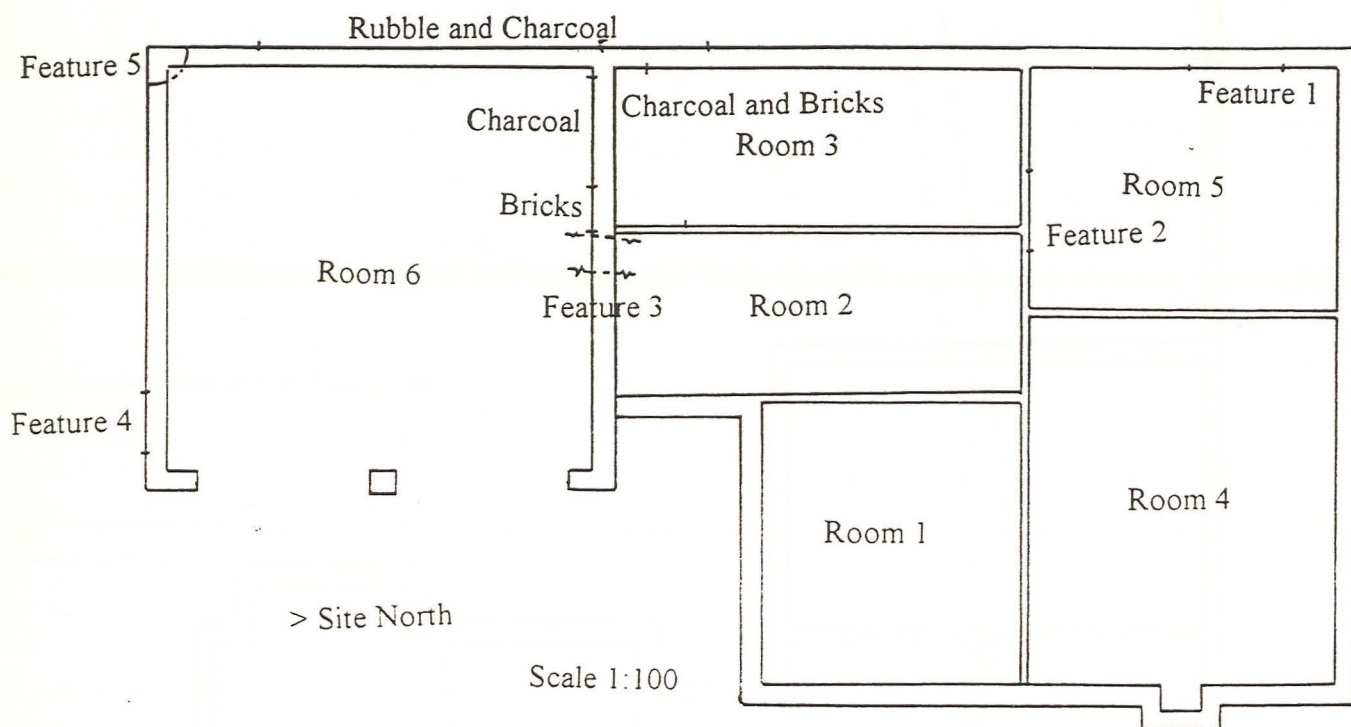 Rubble and Charcoal
Feature 5
Feature 1
Charcoal
Charcoal and Bricks
Room 3
Room 5
Bricks
Feature 2
Room 6
Feature 3
Room 2
Feature 4
Room 4
Room 1
> Site North
Scale 1:100